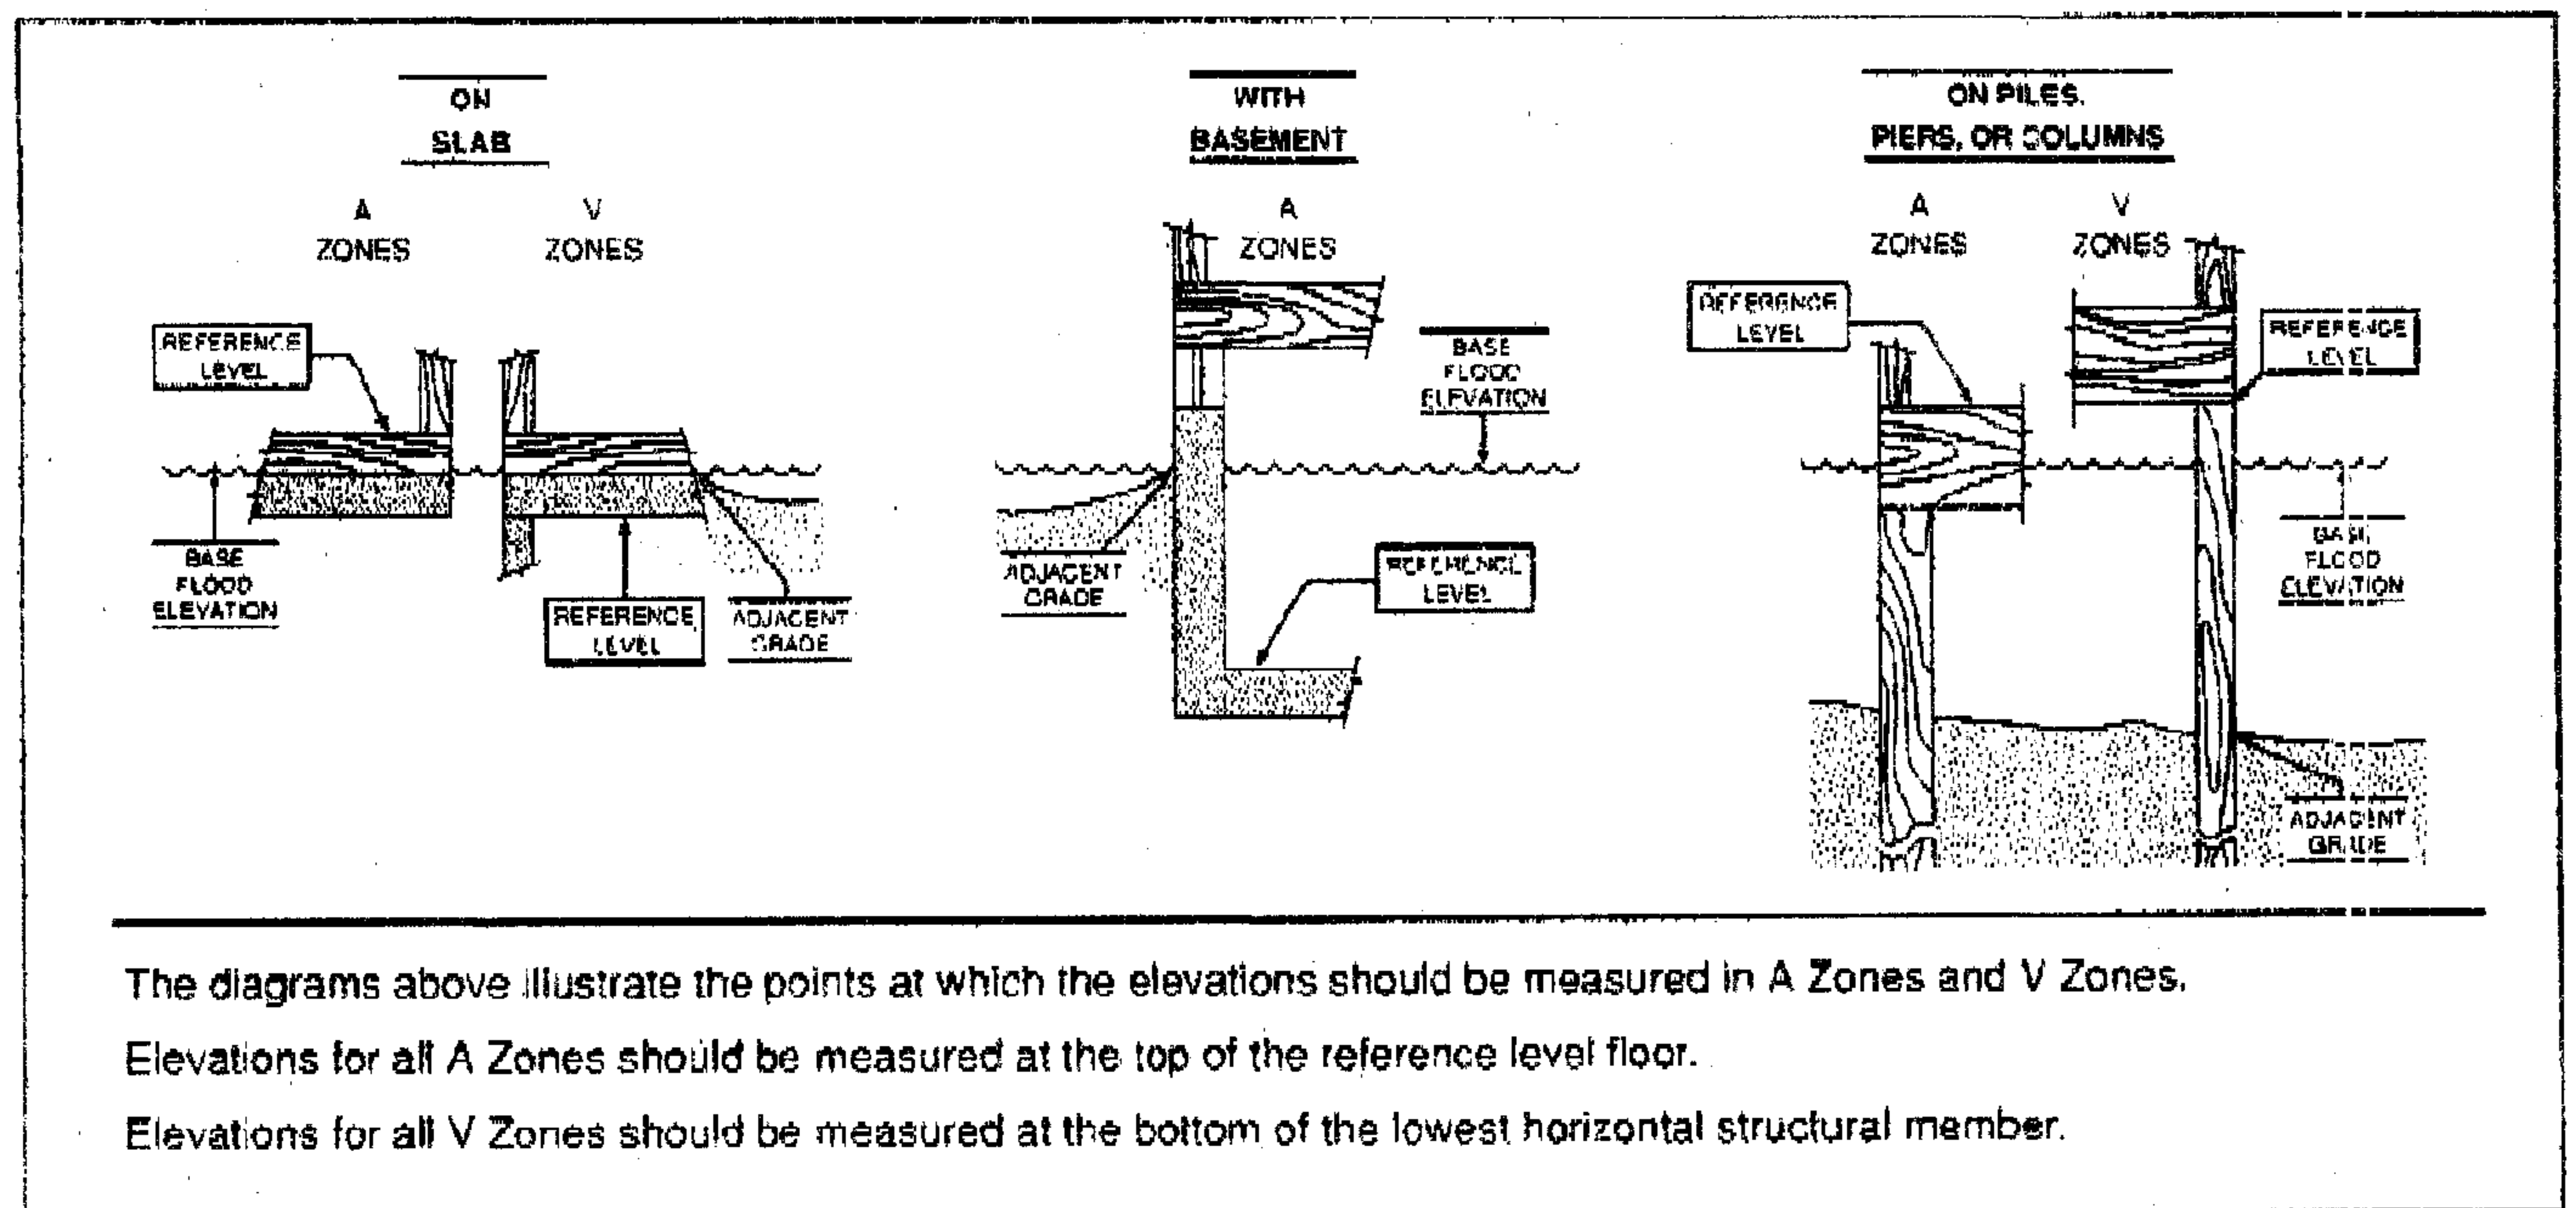 ON
SLAB
A
ZONES
V
ZONES
REFERENCE
LEVEL
BASE
FLOOD
ELEVATION
REFERENCE
LEVEL
ADJACENT
GRADE
WITH
BASEMENT
A
ZONES
BASE
FLOOD
ELEVATION
ADJACENT
GRADE
REFERENCE
LEVEL
ON PILES,
PIERS, OR COLUMNS
A
ZONES
V
ZONES
REFERENCE
LEVEL
REFERENCE
LEVEL
BASE
FLOOD
ELEVATION
ADJACENT
GRADE
The diagrams above illustrate the points at which the elevations should be measured in A Zones and V Zones.
Elevations for all A Zones should be measured at the top of the reference level floor.
Elevations for all V Zones should be measured at the bottom of the lowest horizontal structural member.